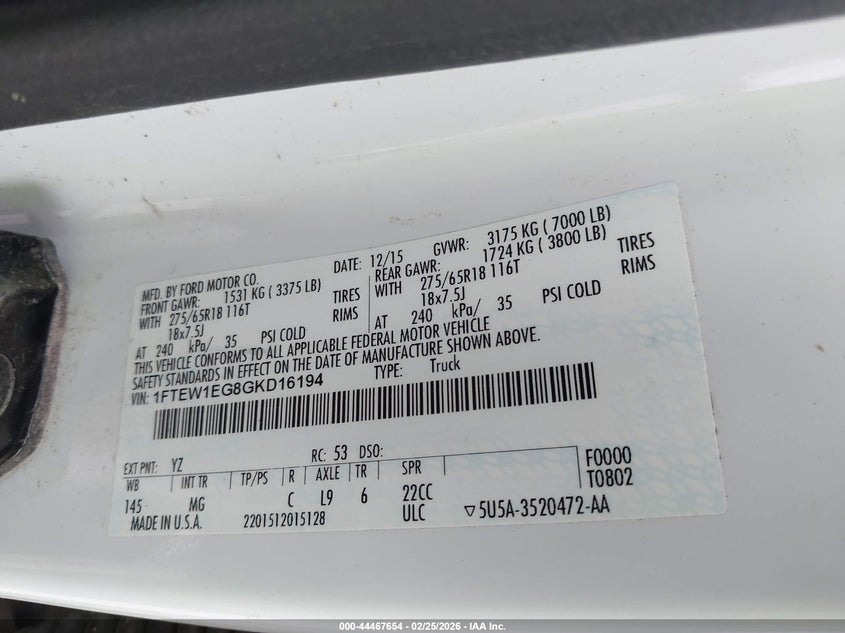 MFD. BY FORD MOTOR CO. DATE: 12/15 GVWR: 3175 KG ( 7000 LB)
FRONT GAWR: 1531 KG ( 3375 LB) REAR GAWR: 1724 KG ( 3800 LB)
WITH 275/65R18 116T TIRES WITH 275/65R18 116T TIRES
18x7.5J RIMS 18x7.5J RIMS
AT 240 kPa/ 35 PSI COLD AT 240 kPa/ 35 PSI COLD
THIS VEHICLE CONFORMS TO ALL APPLICABLE FEDERAL MOTOR VEHICLE
SAFETY STANDARDS IN EFFECT ON THE DATE OF MANUFACTURE SHOWN ABOVE.
VIN: 1FTEW1EG8GKD16194 TYPE: Truck
EXT PNT: YZ RC: 53 DSO: F0000
WB INT TR TP/PS R AXLE TR SPR T0802
145 MG C L9 6 22CC
MADE IN U.S.A. 2201512015128 ULC ▽5U5A-3520472-AA
000-44467654 – 02/25/2026 – IAA Inc.